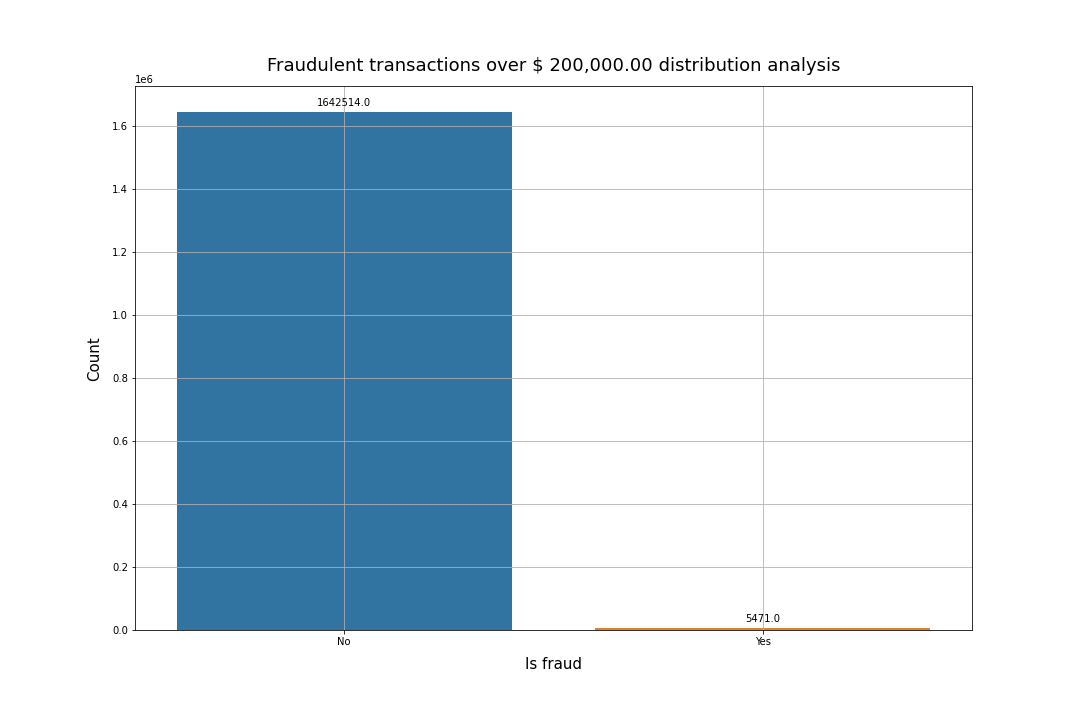 Fraudulent transactions over $ 200,000.00 distribution analysis
1e6
1642514.0
1.6
1.4
1.2
1.0
0.8
0.6
0.4
0.2
0.0
Count
5471.0
No
Yes
Is fraud